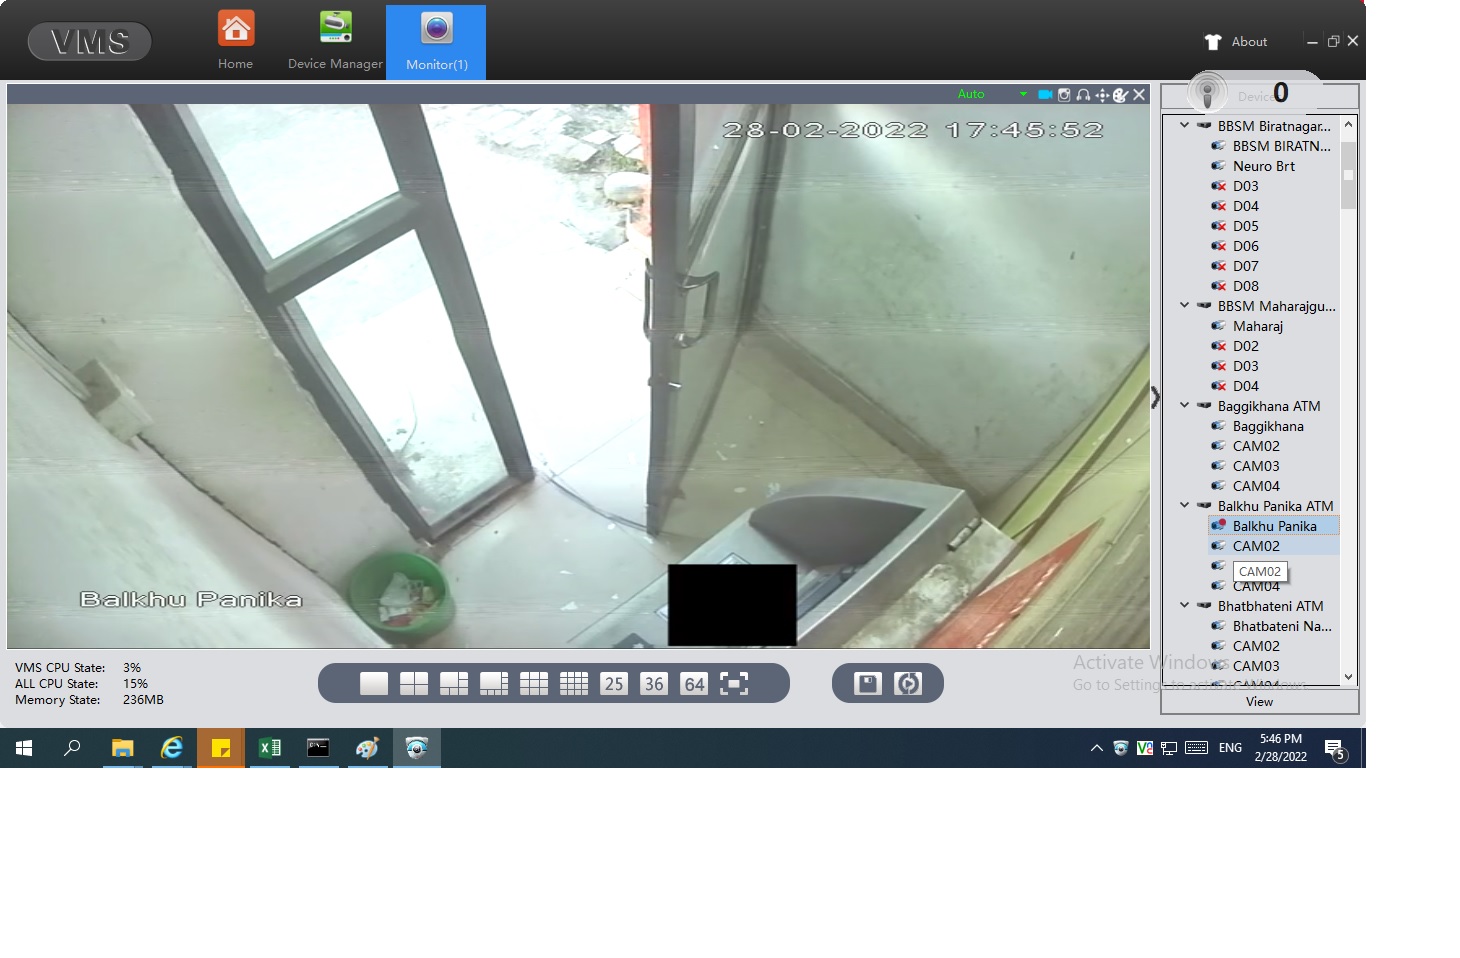 VMS
Home
Device Manager
Monitor(1)
About
Auto
Device
0
28-02-2022 17:45:52
BBSM Biratnagar...
BBSM BIRATN...
Neuro Brt
D03
D04
D05
D06
D07
D08
BBSM Maharajgu...
Maharaj
D02
D03
D04
Baggikhana ATM
Baggikhana
CAM02
CAM03
CAM04
Balkhu Panika ATM
Balkhu Panika
CAM02
CAM02
CAM04
Bhatbhateni ATM
Bhatbateni Na...
CAM02
CAM03
CAM04
View
Balkhu Panika
VMS CPU State: 3%
ALL CPU State: 15%
Memory State: 236MB
25
36
64
Activate Windows
Go to Settings to activate Windows.
ENG
5:46 PM
2/28/2022
5